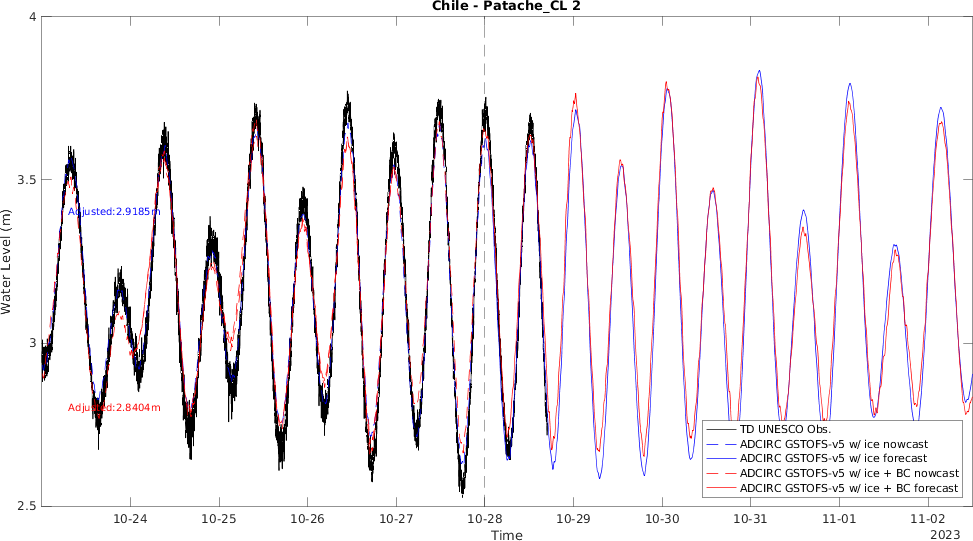 Chile - Patache_CL 2
4
3.5
3
2.5
Water Level (m)
Adjusted:2.9185m
Adjusted:2.8404m
TD UNESCO Obs.
ADCIRC GSTOFS-v5 w/ ice nowcast
ADCIRC GSTOFS-v5 w/ ice forecast
ADCIRC GSTOFS-v5 w/ ice + BC nowcast
ADCIRC GSTOFS-v5 w/ ice + BC forecast
10-24 10-25 10-26 10-27 10-28 10-29 10-30 10-31 11-01 11-02
Time
2023